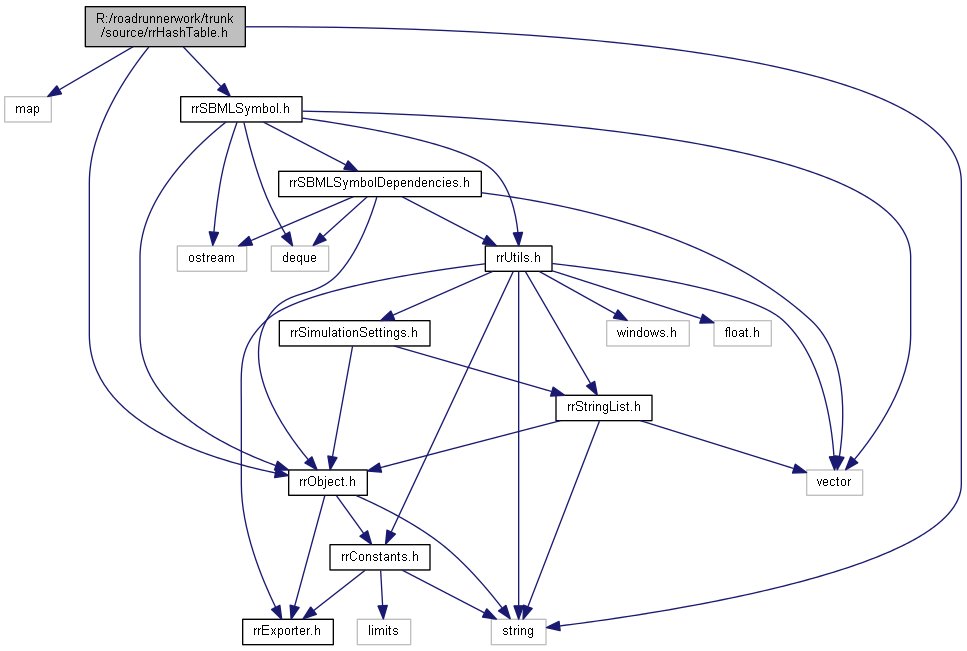 R:/roadrunnerwork/trunk
/source/rrHashTable.h
map
rrSBMLSymbol.h
rrSBMLSymbolDependencies.h
ostream
deque
rrUtils.h
rrSimulationSettings.h
windows.h
float.h
rrStringList.h
rrObject.h
vector
rrConstants.h
rrExporter.h
limits
string